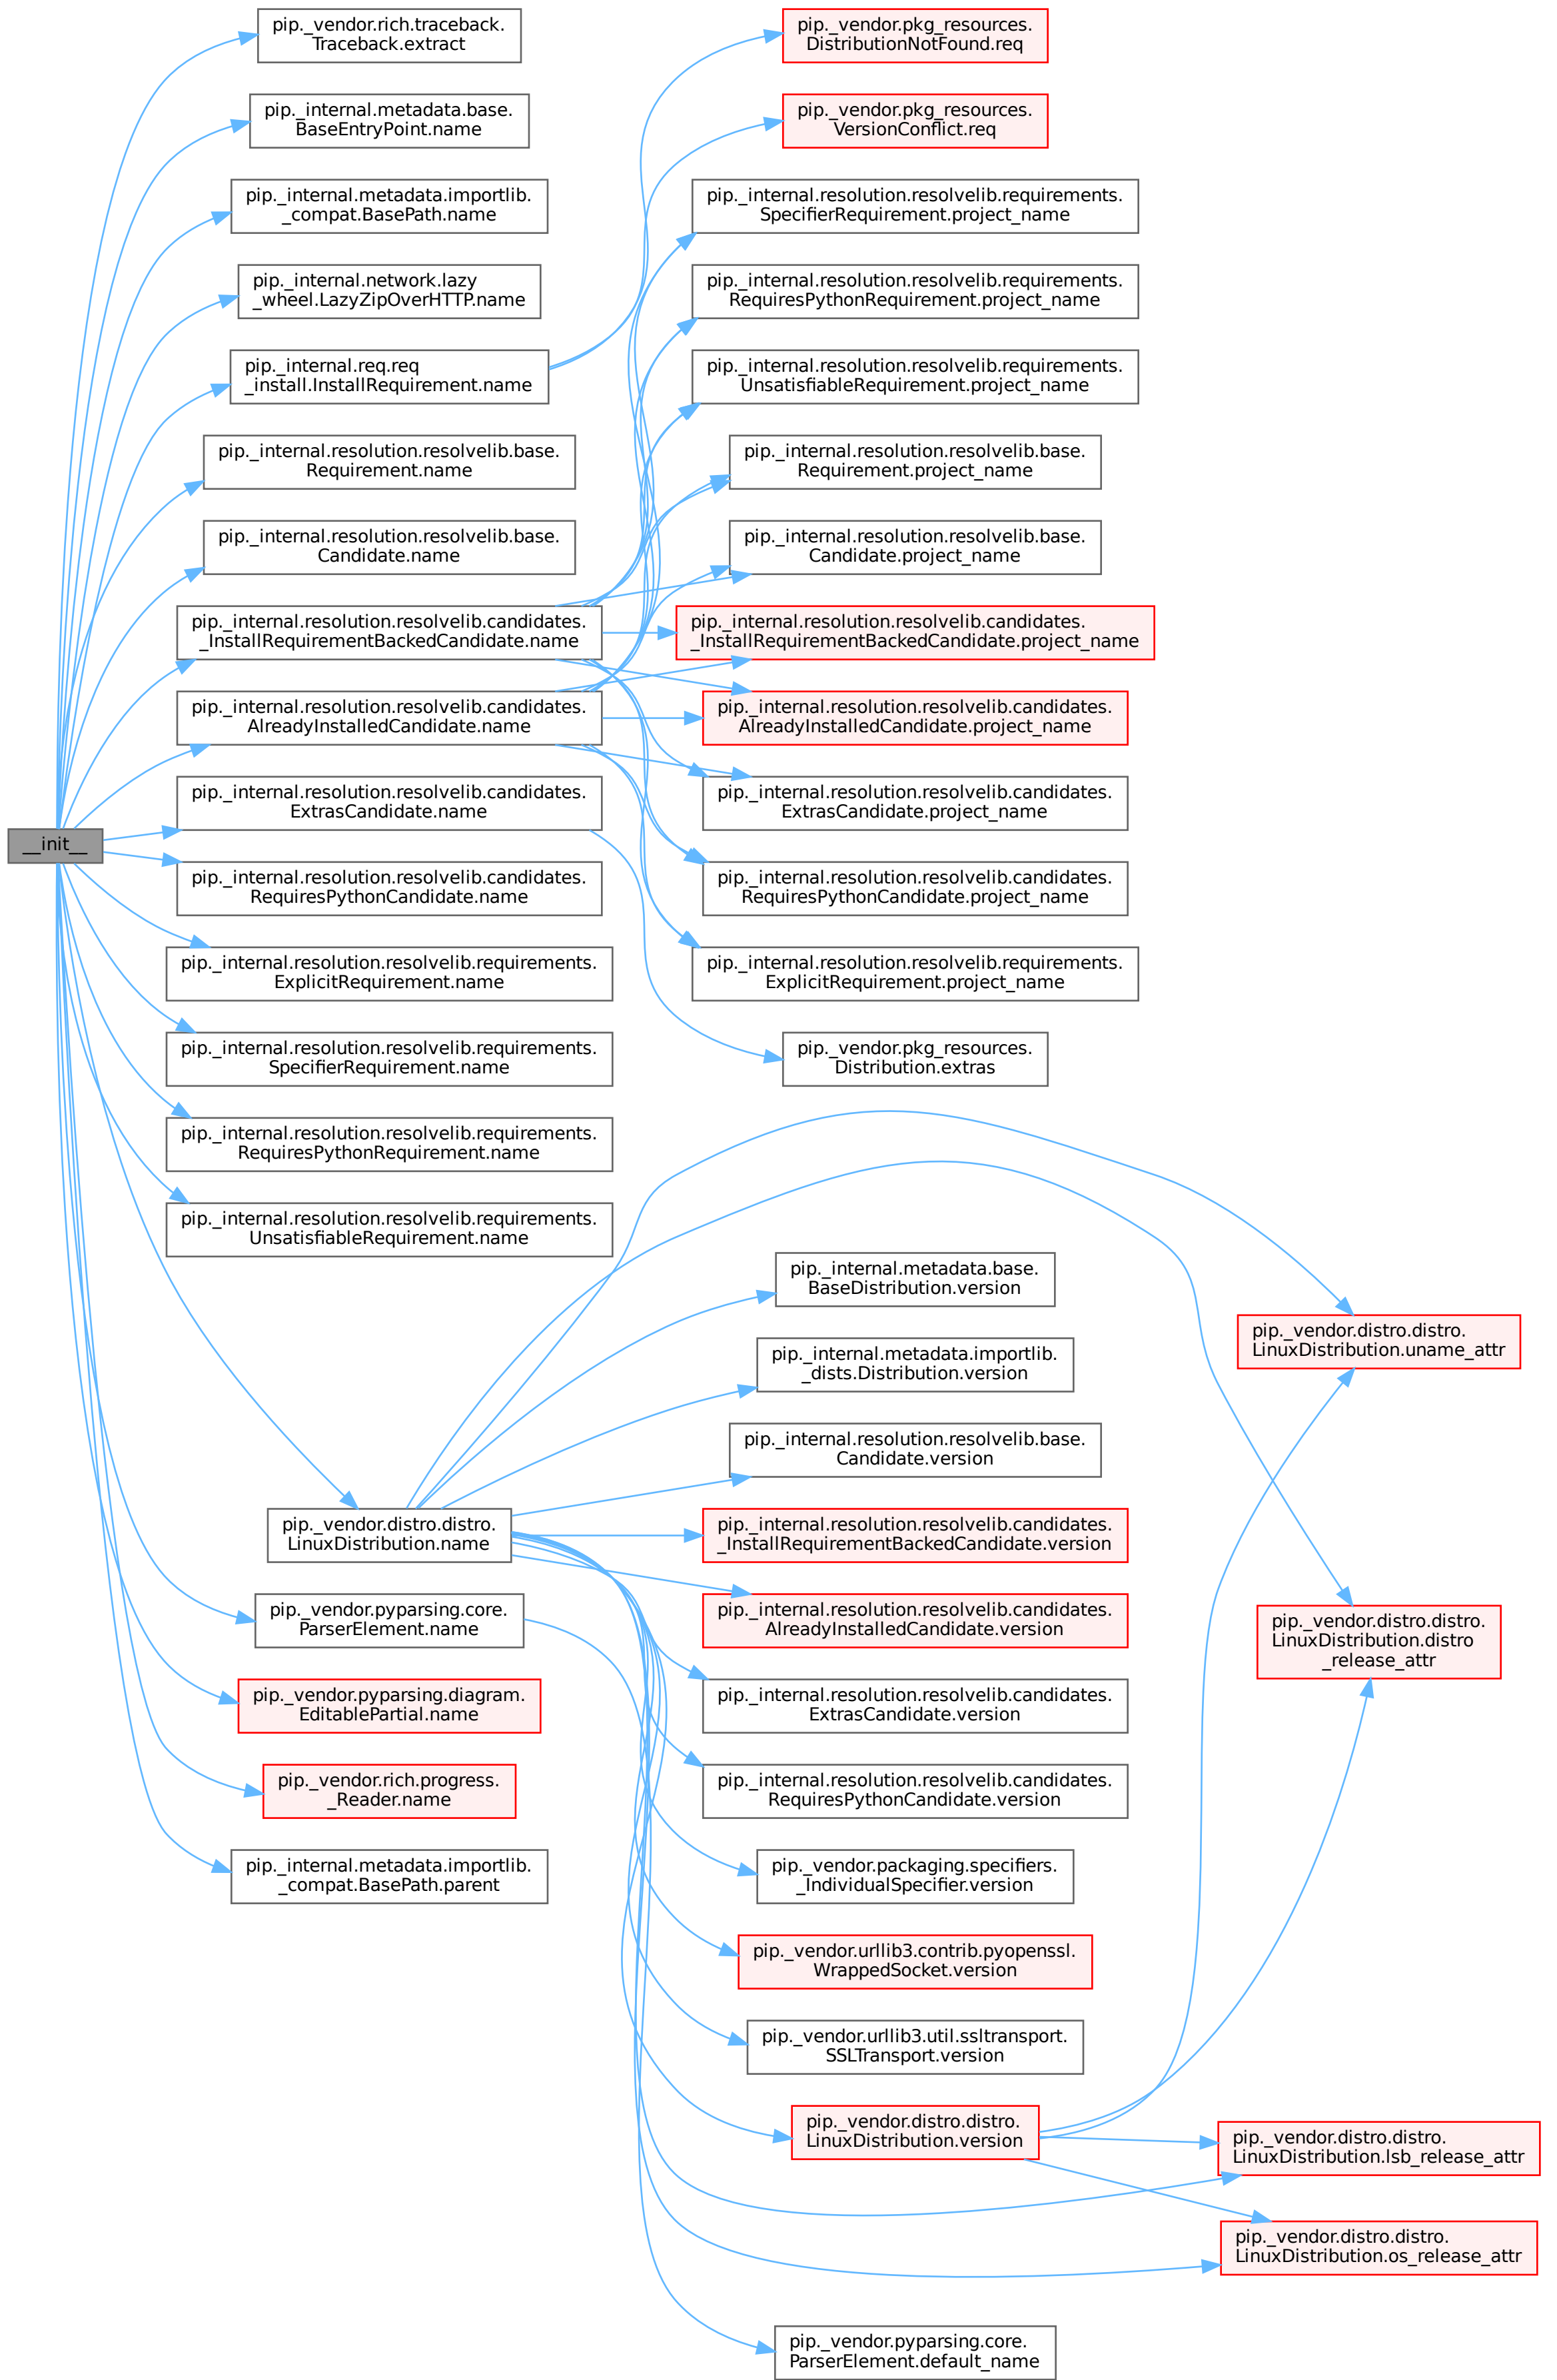 __init__
pip._vendor.rich.traceback.
Traceback.extract
pip._internal.metadata.base.
BaseEntryPoint.name
pip._internal.metadata.importlib.
_compat.BasePath.name
pip._internal.network.lazy
_wheel.LazyZipOverHTTP.name
pip._internal.req.req
_install.InstallRequirement.name
pip._internal.resolution.resolvelib.base.
Requirement.name
pip._internal.resolution.resolvelib.base.
Candidate.name
pip._internal.resolution.resolvelib.candidates.
_InstallRequirementBackedCandidate.name
pip._internal.resolution.resolvelib.candidates.
AlreadyInstalledCandidate.name
pip._internal.resolution.resolvelib.candidates.
ExtrasCandidate.name
pip._internal.resolution.resolvelib.candidates.
RequiresPythonCandidate.name
pip._internal.resolution.resolvelib.requirements.
ExplicitRequirement.name
pip._internal.resolution.resolvelib.requirements.
SpecifierRequirement.name
pip._internal.resolution.resolvelib.requirements.
RequiresPythonRequirement.name
pip._internal.resolution.resolvelib.requirements.
UnsatisfiableRequirement.name
pip._vendor.distro.distro.
LinuxDistribution.name
pip._vendor.pyparsing.core.
ParserElement.name
pip._vendor.pyparsing.diagram.
EditablePartial.name
pip._vendor.rich.progress.
_Reader.name
pip._internal.metadata.importlib.
_compat.BasePath.parent
pip._vendor.pkg_resources.
DistributionNotFound.req
pip._vendor.pkg_resources.
VersionConflict.req
pip._internal.resolution.resolvelib.requirements.
SpecifierRequirement.project_name
pip._internal.resolution.resolvelib.requirements.
RequiresPythonRequirement.project_name
pip._internal.resolution.resolvelib.requirements.
UnsatisfiableRequirement.project_name
pip._internal.resolution.resolvelib.base.
Requirement.project_name
pip._internal.resolution.resolvelib.base.
Candidate.project_name
pip._internal.resolution.resolvelib.candidates.
_InstallRequirementBackedCandidate.project_name
pip._internal.resolution.resolvelib.candidates.
AlreadyInstalledCandidate.project_name
pip._internal.resolution.resolvelib.candidates.
ExtrasCandidate.project_name
pip._internal.resolution.resolvelib.candidates.
RequiresPythonCandidate.project_name
pip._internal.resolution.resolvelib.requirements.
ExplicitRequirement.project_name
pip._vendor.pkg_resources.
Distribution.extras
pip._internal.metadata.base.
BaseDistribution.version
pip._internal.metadata.importlib.
_dists.Distribution.version
pip._internal.resolution.resolvelib.base.
Candidate.version
pip._internal.resolution.resolvelib.candidates.
_InstallRequirementBackedCandidate.version
pip._internal.resolution.resolvelib.candidates.
AlreadyInstalledCandidate.version
pip._internal.resolution.resolvelib.candidates.
ExtrasCandidate.version
pip._internal.resolution.resolvelib.candidates.
RequiresPythonCandidate.version
pip._vendor.packaging.specifiers.
_IndividualSpecifier.version
pip._vendor.urllib3.contrib.pyopenssl.
WrappedSocket.version
pip._vendor.urllib3.util.ssltransport.
SSLTransport.version
pip._vendor.distro.distro.
LinuxDistribution.version
pip._vendor.pyparsing.core.
ParserElement.default_name
pip._vendor.distro.distro.
LinuxDistribution.uname_attr
pip._vendor.distro.distro.
LinuxDistribution.distro
_release_attr
pip._vendor.distro.distro.
LinuxDistribution.lsb_release_attr
pip._vendor.distro.distro.
LinuxDistribution.os_release_attr